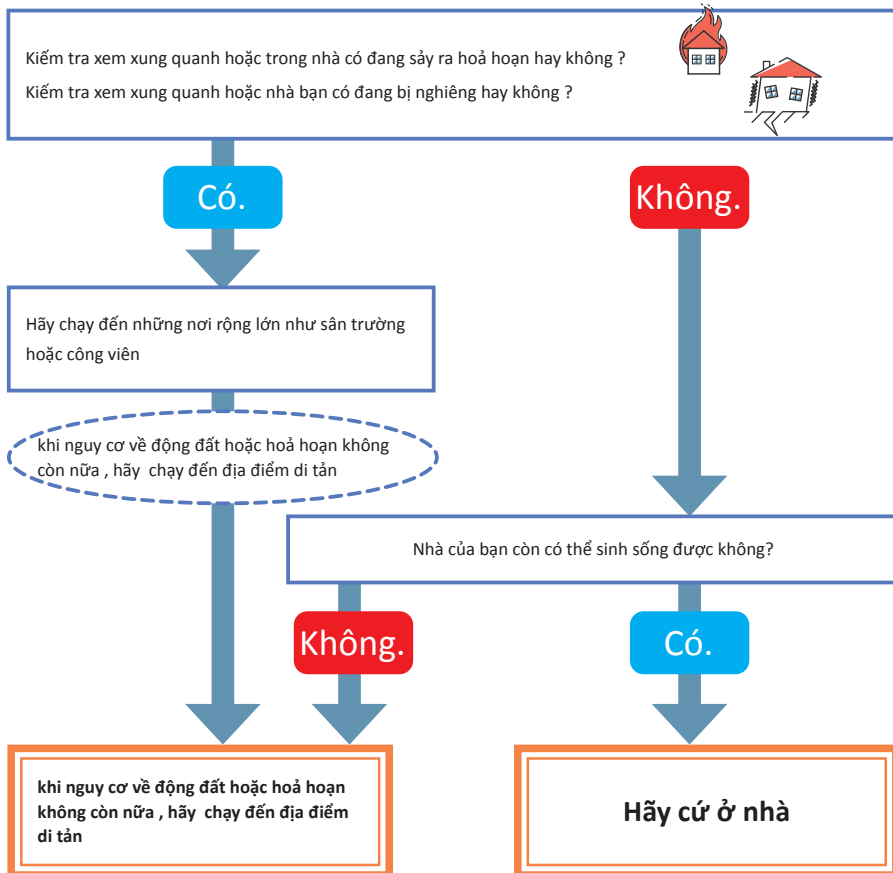 Kiếm tra xem xung quanh hoặc trong nhà có đang sảy ra hoả hoạn hay không ?
Kiếm tra xem xung quanh hoặc nhà bạn có đang bị nghiêng hay không ?
Có.
Không.
Hãy chạy đến những nơi rộng lớn như sân trường
hoặc công viên
khi nguy cơ về động đất hoặc hoả hoạn không
còn nữa , hãy chạy đến địa điểm di tản
Nhà của bạn còn có thể sinh sống được không?
Không.
Có.
khi nguy cơ về động đất hoặc hoả hoạn
không còn nữa , hãy chạy đến địa điểm
di tản
Hãy cứ ở nhà